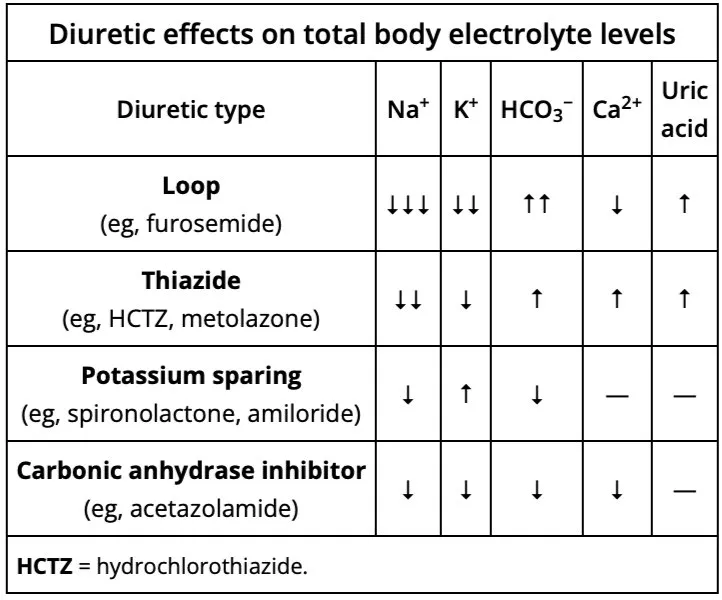 Diuretic effects on total body electrolyte levels
Diuretic type Na⁺ K⁺ HCO₃⁻ Ca²⁺ Uric acid
Loop
(eg, furosemide) ↓↓↓ ↓↓ ↑↑ ↓ ↑
Thiazide
(eg, HCTZ, metolazone) ↓↓ ↓ ↑ ↑ ↑
Potassium sparing
(eg, spironolactone, amiloride) ↓ ↑ ↓ — —
Carbonic anhydrase inhibitor
(eg, acetazolamide) ↓ ↓ ↓ ↓ —
HCTZ = hydrochlorothiazide.